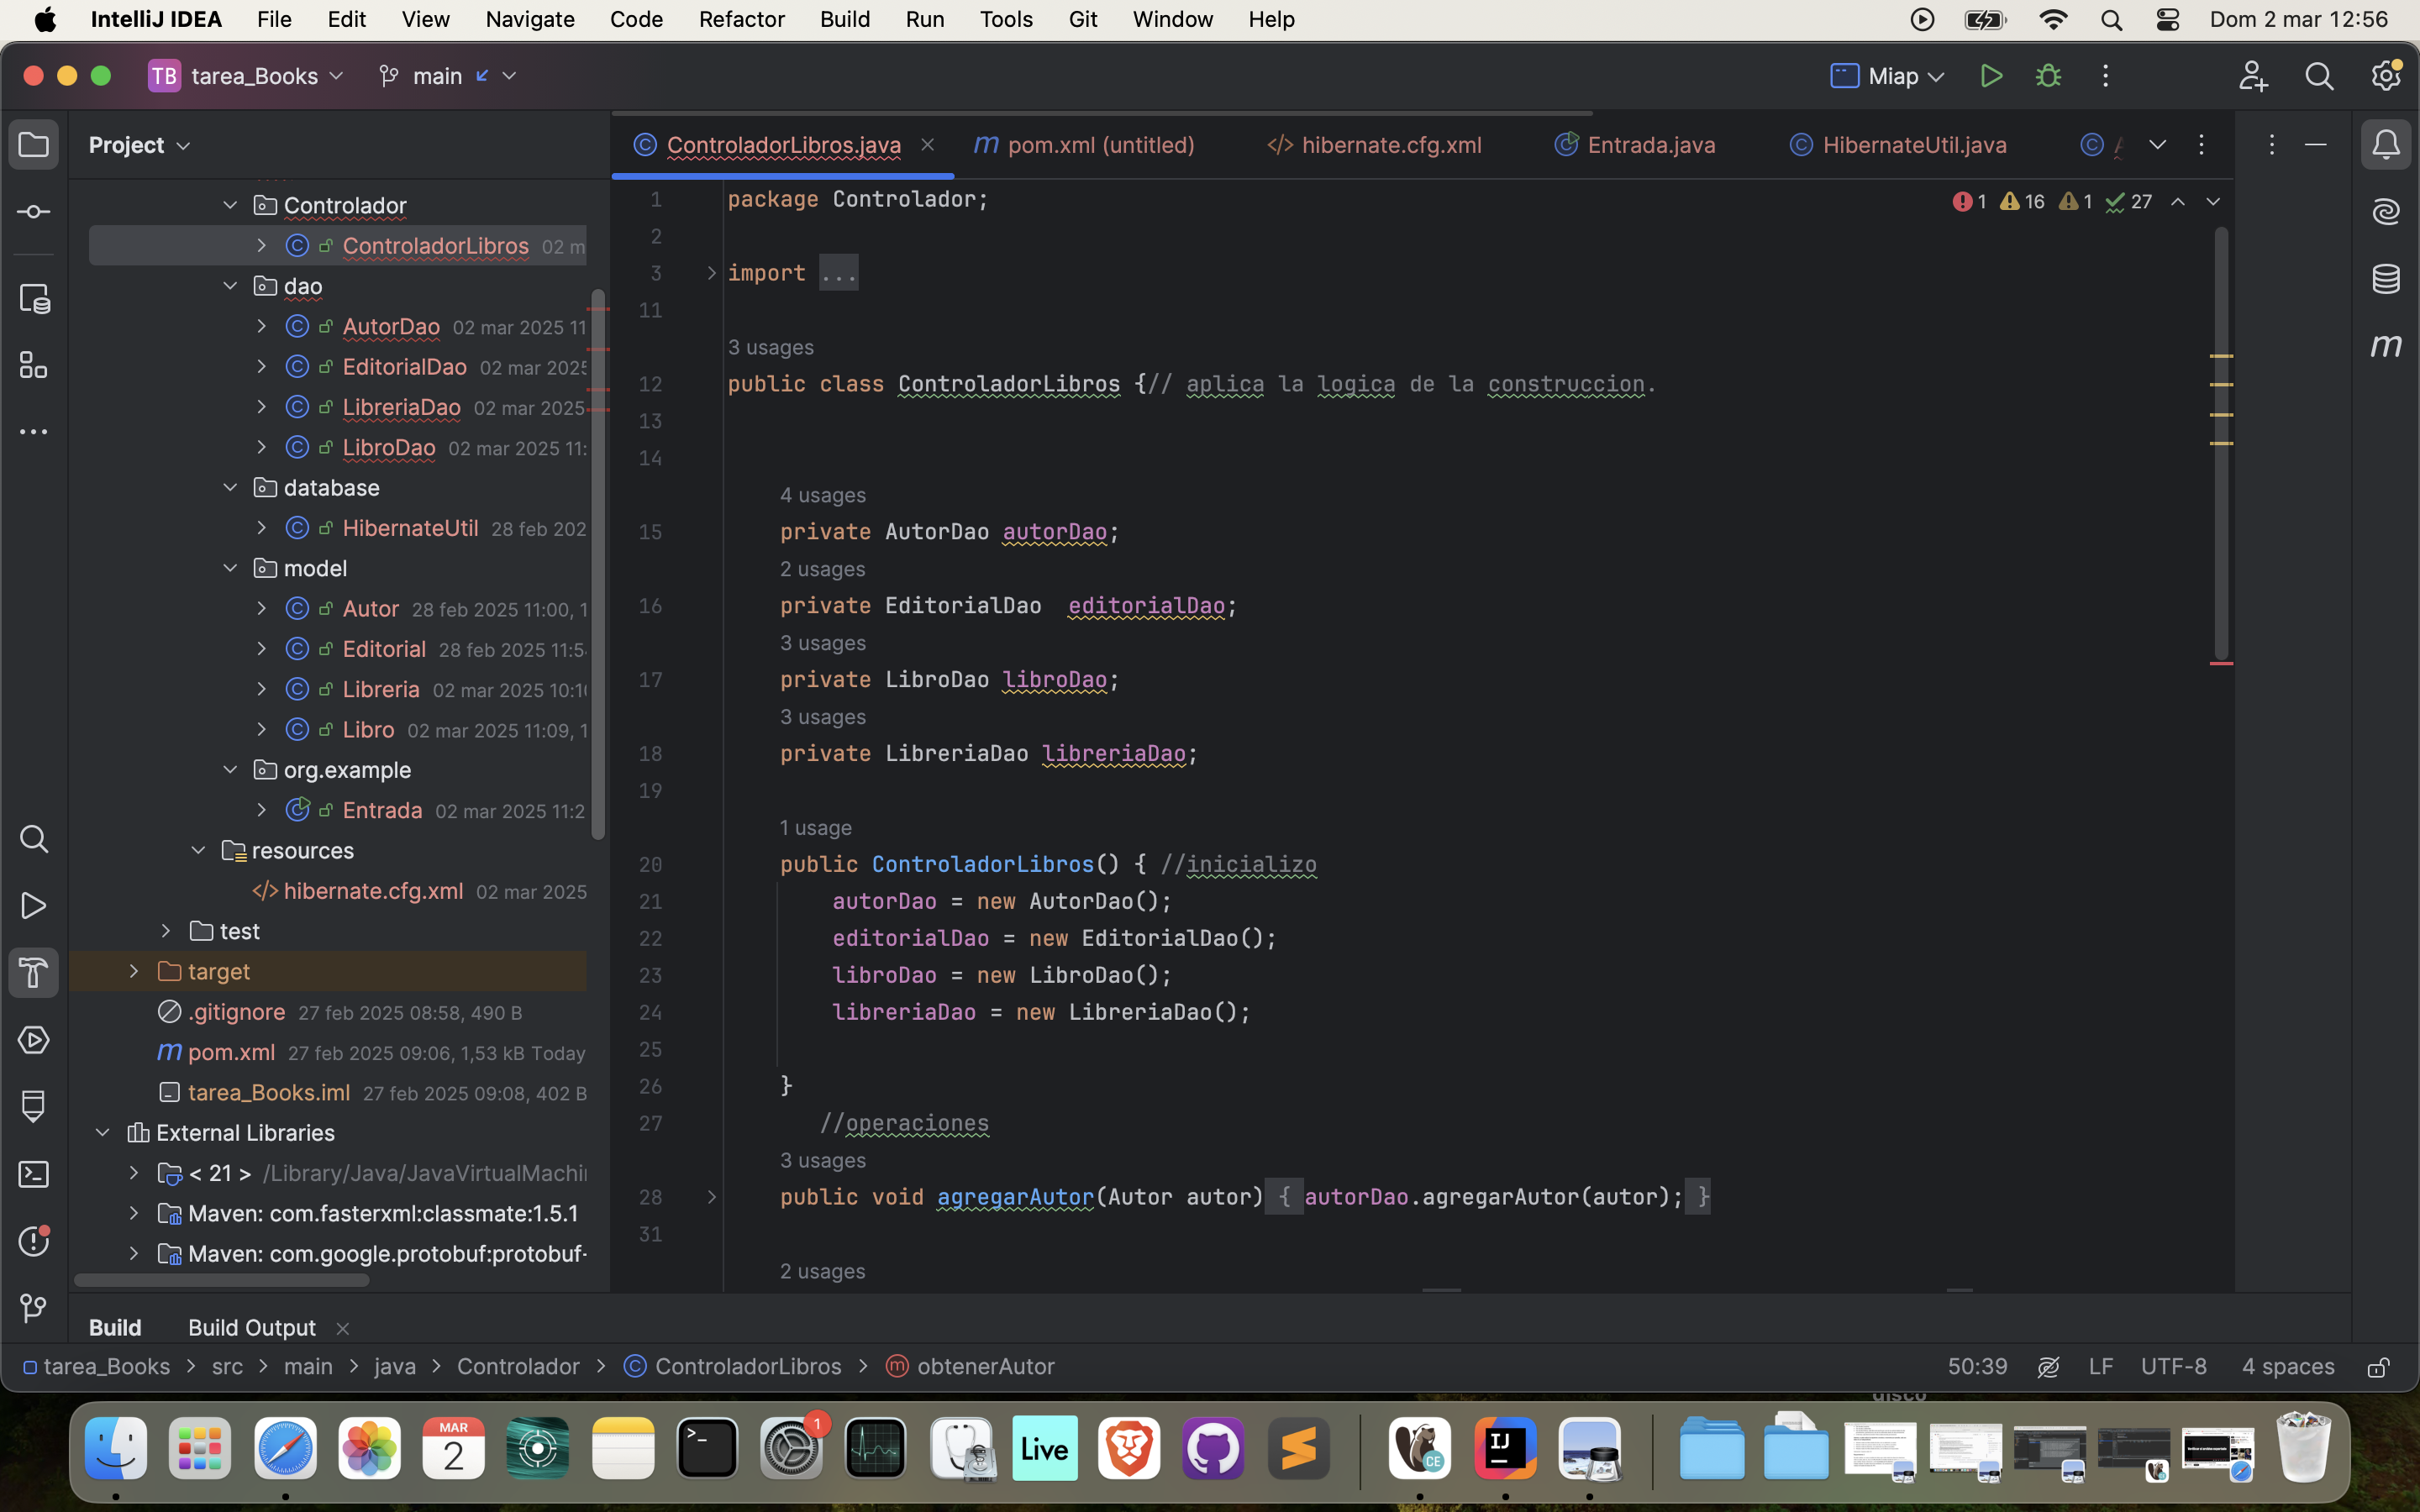 IntelliJ IDEA File Edit View Navigate Code Refactor Build Run Tools Git Window Help Dom 2 mar 12:56
TB tarea_Books main Miap
Project
ControladorLibros.java pom.xml (untitled) hibernate.cfg.xml Entrada.java HibernateUtil.java
Controlador
ControladorLibros 02 m
dao
AutorDao 02 mar 2025 11
EditorialDao 02 mar 2025
LibreriaDao 02 mar 2025
LibroDao 02 mar 2025 11:
database
HibernateUtil 28 feb 202
model
Autor 28 feb 2025 11:00, 1
Editorial 28 feb 2025 11:5
Libreria 02 mar 2025 10:1
Libro 02 mar 2025 11:09, 1
org.example
Entrada 02 mar 2025 11:2
resources
hibernate.cfg.xml 02 mar 2025
test
target
.gitignore 27 feb 2025 08:58, 490 B
pom.xml 27 feb 2025 09:06, 1,53 kB Today
tarea_Books.iml 27 feb 2025 09:08, 402 B
External Libraries
< 21 > /Library/Java/JavaVirtualMachi
Maven: com.fasterxml:classmate:1.5.1
Maven: com.google.protobuf:protobuf-
1 16 1 27
1 package Controlador;
2
3 import ...
11
3 usages
12 public class ControladorLibros {// aplica la logica de la construccion.
13
14
4 usages
15 private AutorDao autorDao;
2 usages
16 private EditorialDao  editorialDao;
3 usages
17 private LibroDao libroDao;
3 usages
18 private LibreriaDao libreriaDao;
19
1 usage
20 public ControladorLibros() { //inicializo
21 autorDao = new AutorDao();
22 editorialDao = new EditorialDao();
23 libroDao = new LibroDao();
24 libreriaDao = new LibreriaDao();
25
26 }
27 //operaciones
3 usages
28 public void agregarAutor(Autor autor) { autorDao.agregarAutor(autor); }
31
2 usages
Build Build Output
tarea_Books > src > main > java > Controlador > ControladorLibros > obtenerAutor 50:39 LF UTF-8 4 spaces
disco
MAR
2
1
Live
CE
IJ